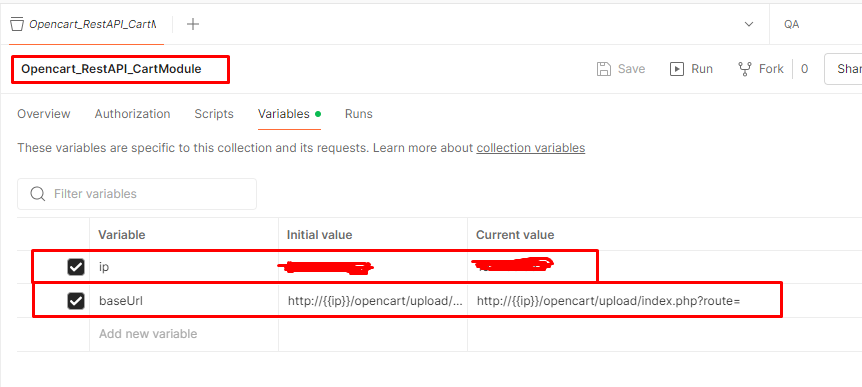 Opencart_RestAPI_CartM
QA
Opencart_RestAPI_CartModule
Save Run Fork 0 Shar
Overview Authorization Scripts Variables Runs
These variables are specific to this collection and its requests. Learn more about collection variables
Filter variables
Variable Initial value Current value
ip
baseUrl http://{{ip}}/opencart/upload/... http://{{ip}}/opencart/upload/index.php?route=
Add new variable